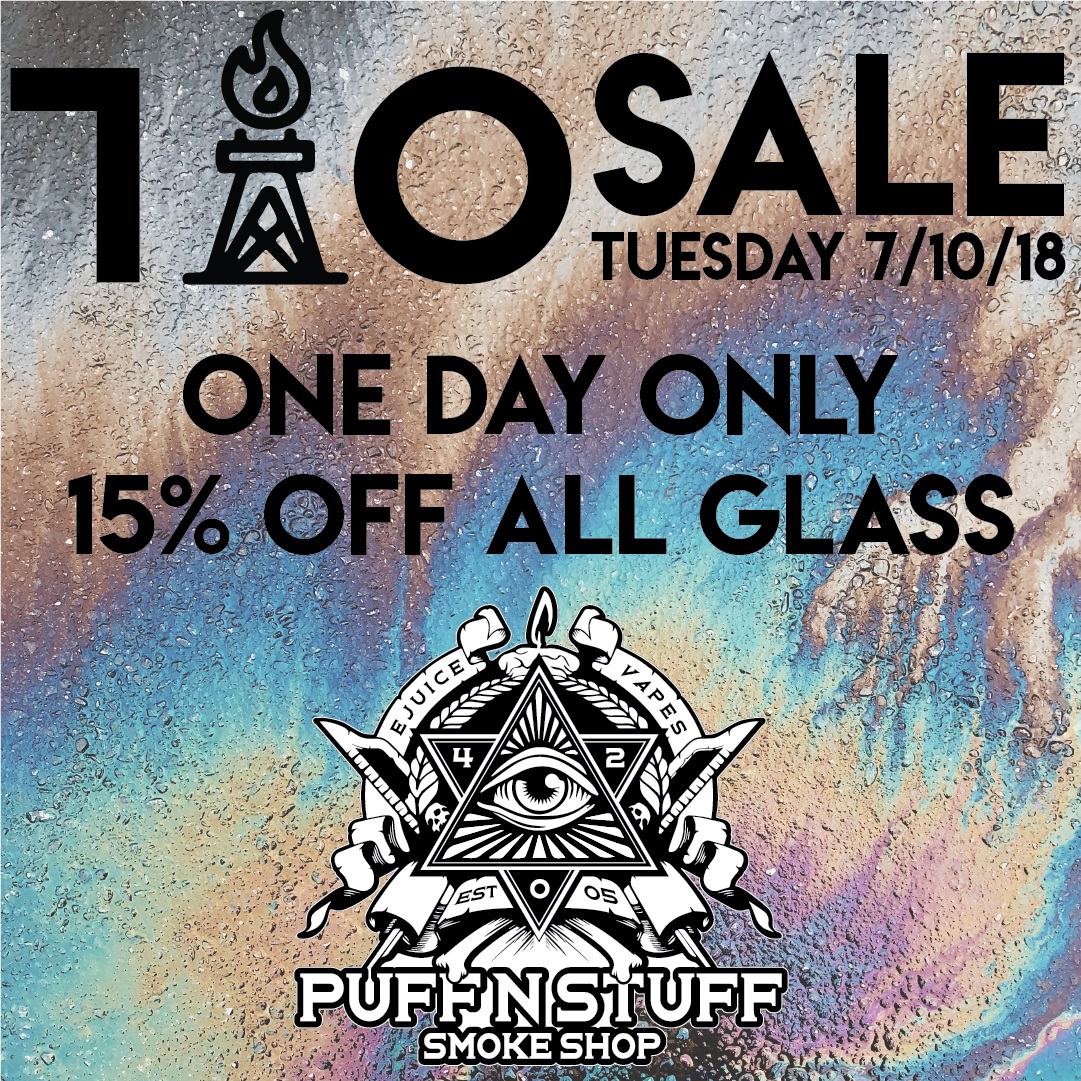 710 SALE
TUESDAY 7/10/18
ONE DAY ONLY
15% OFF ALL GLASS
EJUICE VAPES
4 2
0
EST 05
PUFF N STUFF
SMOKE SHOP